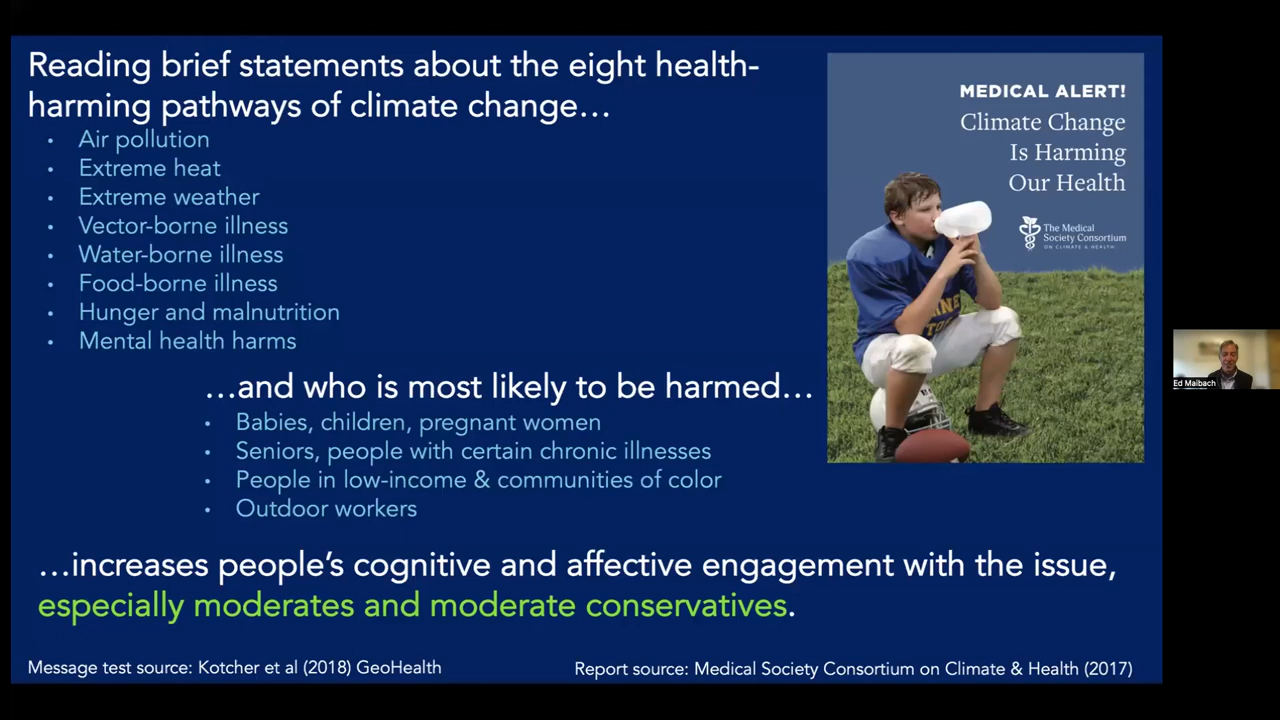 Reading brief statements about the eight health-
harming pathways of climate change…
• Air pollution
• Extreme heat
• Extreme weather
• Vector-borne illness
• Water-borne illness
• Food-borne illness
• Hunger and malnutrition
• Mental health harms
…and who is most likely to be harmed…
• Babies, children, pregnant women
• Seniors, people with certain chronic illnesses
• People in low-income & communities of color
• Outdoor workers
…increases people’s cognitive and affective engagement with the issue,
especially moderates and moderate conservatives.
Message test source: Kotcher et al (2018) GeoHealth
Report source: Medical Society Consortium on Climate & Health (2017)
MEDICAL ALERT!
Climate Change
Is Harming
Our Health
The Medical
Society Consortium
ON CLIMATE & HEALTH
Ed Maibach